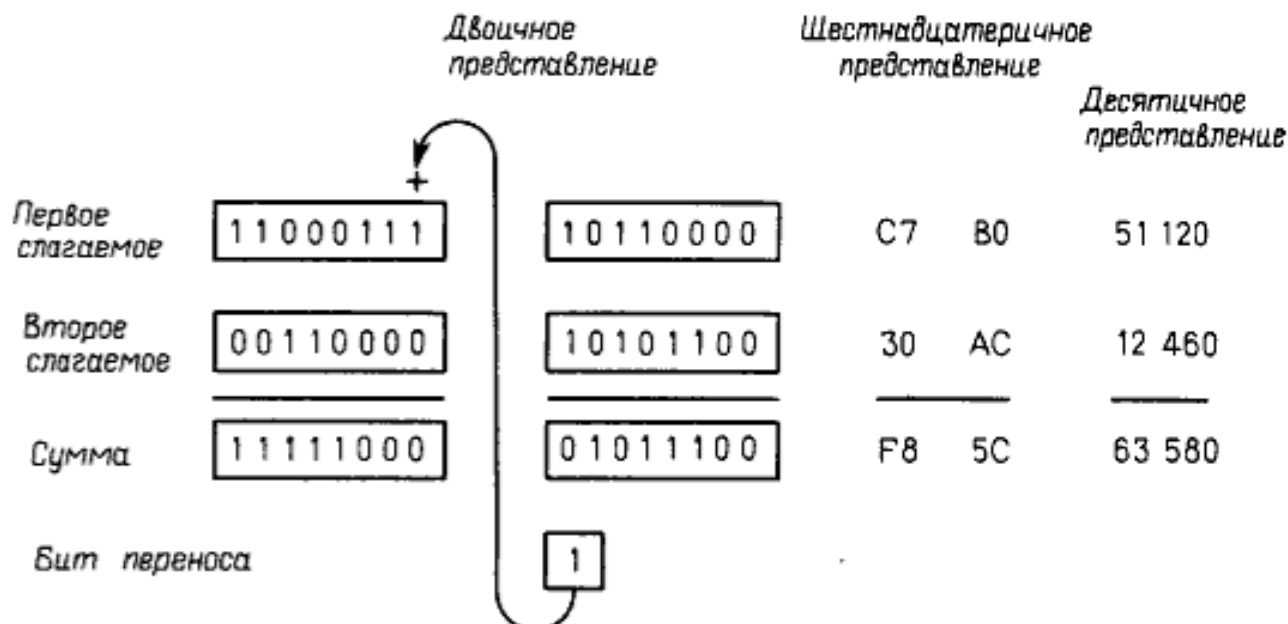 Двоичное
представление
Шестнадцатеричное
представление
Десятичное
представление
+
Первое
слагаемое
11000111 10110000 C7 B0 51 120
Второе
слагаемое
00110000 10101100 30 AC 12 460
Сумма 11111000 01011100 F8 5C 63 580
Бит переноса 1